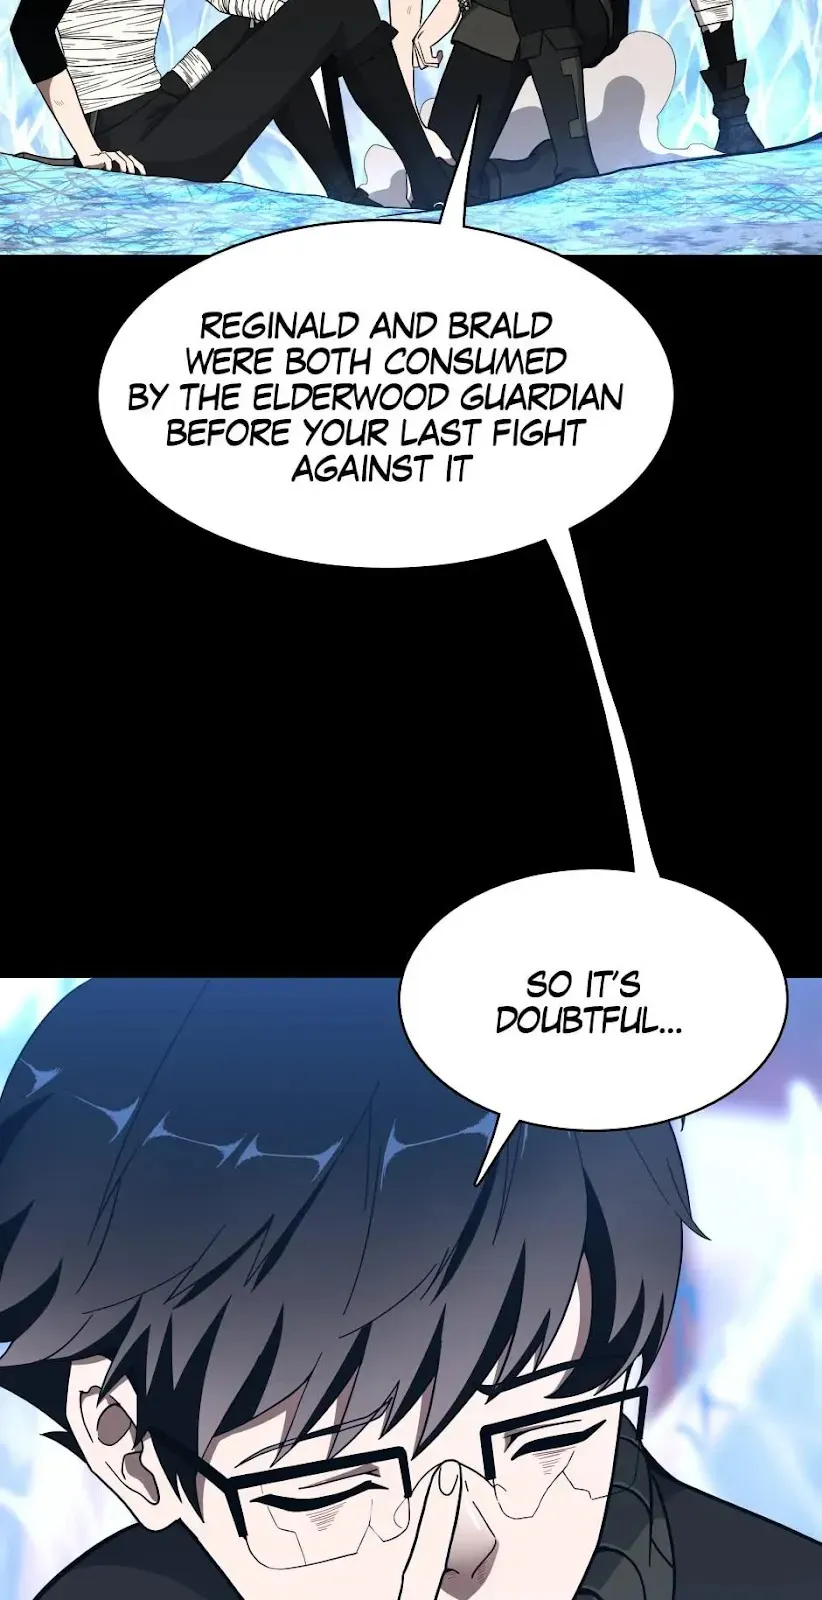 REGINALD AND BRALD
WERE BOTH CONSUMED
BY THE ELDERWOOD GUARDIAN
BEFORE YOUR LAST FIGHT
AGAINST IT
SO IT'S
DOUBTFUL...